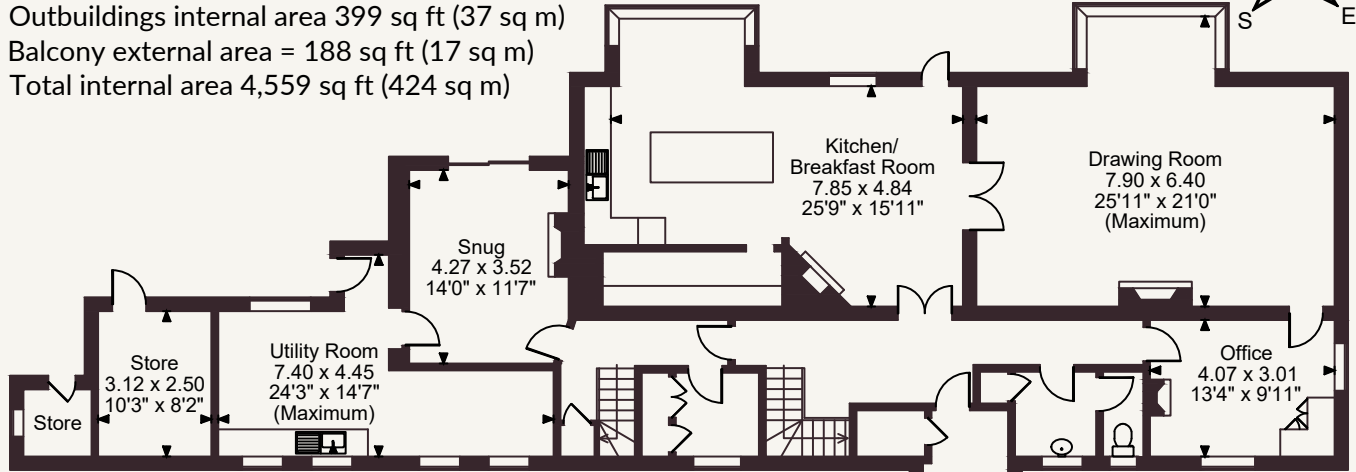 Outbuildings internal area 399 sq ft (37 sq m)
Balcony external area = 188 sq ft (17 sq m)
Total internal area 4,559 sq ft (424 sq m)
S
E
Kitchen/
Breakfast Room
7.85 x 4.84
25'9" x 15'11"
Drawing Room
7.90 x 6.40
25'11" x 21'0"
(Maximum)
Snug
4.27 x 3.52
14'0" x 11'7"
Utility Room
7.40 x 4.45
24'3" x 14'7"
(Maximum)
Store
3.12 x 2.50
10'3" x 8'2"
Store
Office
4.07 x 3.01
13'4" x 9'11"